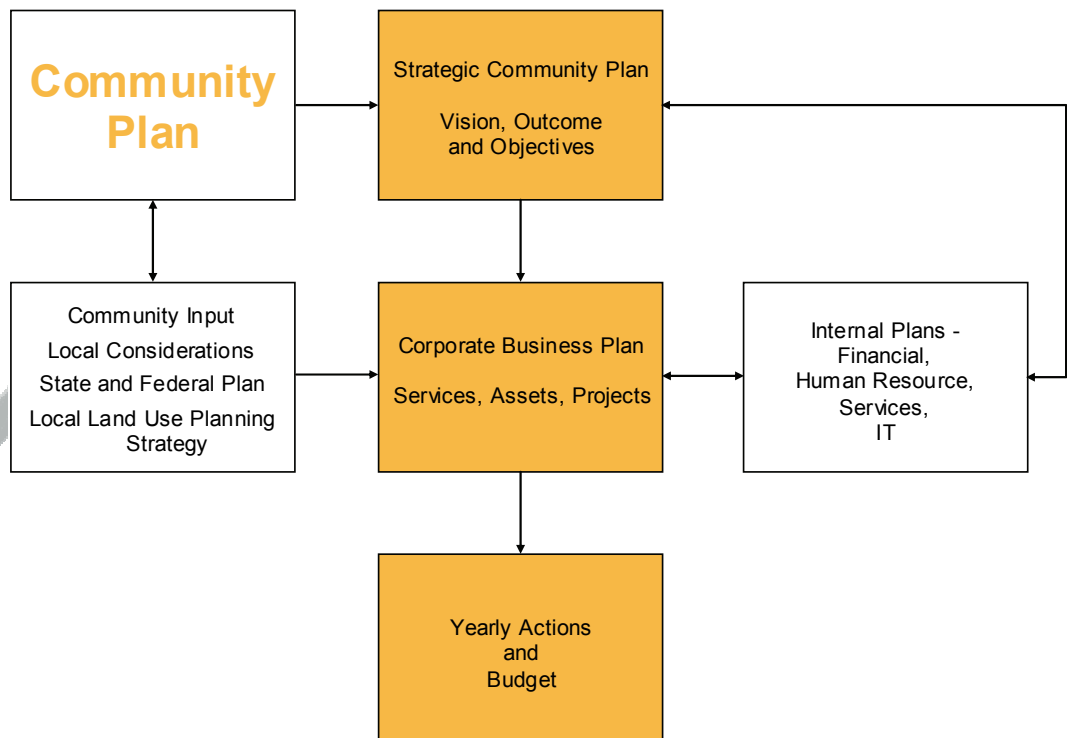 Community
Plan
Strategic Community Plan
Vision, Outcome
and Objectives
Community Input
Local Considerations
State and Federal Plan
Local Land Use Planning
Strategy
Corporate Business Plan
Services, Assets, Projects
Internal Plans -
Financial,
Human Resource,
Services,
IT
Yearly Actions
and
Budget